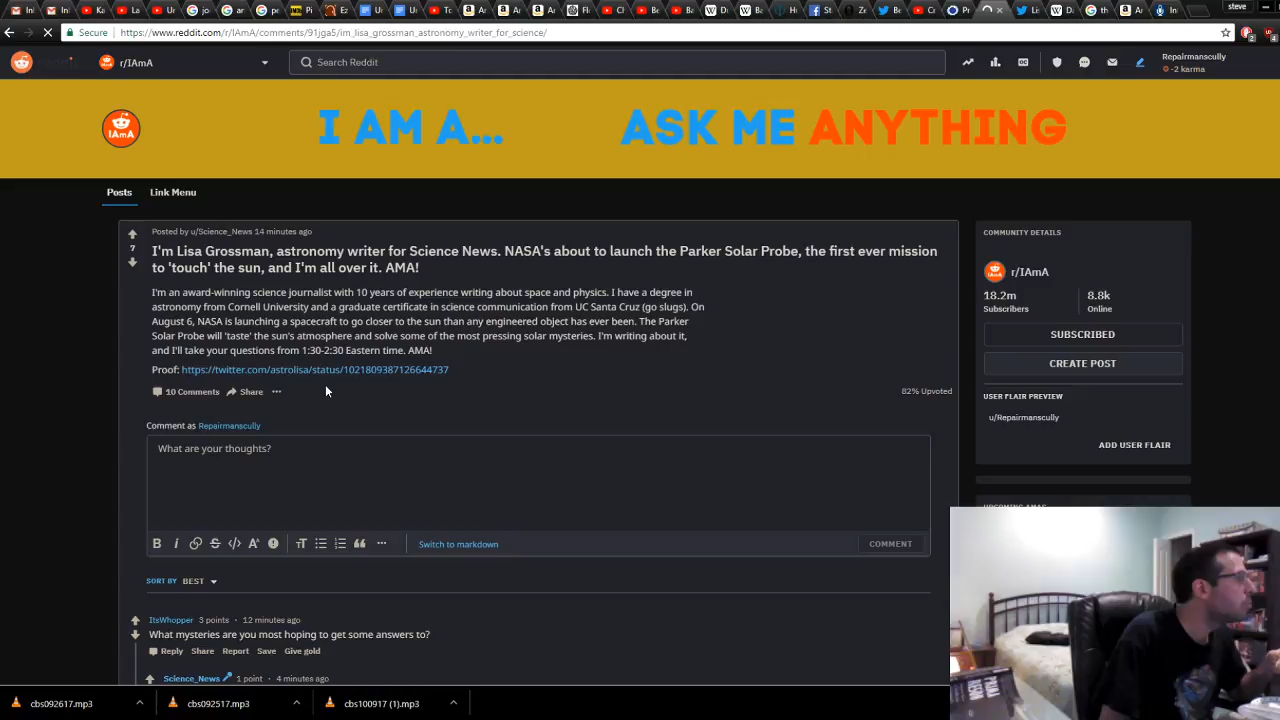 steve
Secure https://www.reddit.com/r/IAmA/comments/91jga5/im_lisa_grossman_astronomy_writer_for_science/
r/IAmA
Search Reddit
Repairmanscully
-2 karma
IAmA
I AM A... ASK ME ANYTHING
Posts Link Menu
Posted by u/Science_News 14 minutes ago
7
I'm Lisa Grossman, astronomy writer for Science News. NASA's about to launch the Parker Solar Probe, the first ever mission
to 'touch' the sun, and I'm all over it. AMA!
I'm an award-winning science journalist with 10 years of experience writing about space and physics. I have a degree in
astronomy from Cornell University and a graduate certificate in science communication from UC Santa Cruz (go slugs). On
August 6, NASA is launching a spacecraft to go closer to the sun than any engineered object has ever been. The Parker
Solar Probe will 'taste' the sun's atmosphere and solve some of the most pressing solar mysteries. I'm writing about it,
and I'll take your questions from 1:30-2:30 Eastern time. AMA!
Proof: https://twitter.com/astrolisa/status/1021809387126644737
10 Comments Share ••• 82% Upvoted
COMMUNITY DETAILS
r/IAmA
18.2m 8.8k
Subscribers Online
SUBSCRIBED
CREATE POST
USER FLAIR PREVIEW
u/Repairmanscully
ADD USER FLAIR
Comment as Repairmanscully
What are your thoughts?
Switch to markdown
COMMENT
SORT BY BEST
ItsWhopper 3 points · 12 minutes ago
What mysteries are you most hoping to get some answers to?
Reply Share Report Save Give gold
Science_News 1 point · 4 minutes ago
cbs092617.mp3 cbs092517.mp3 cbs100917 (1).mp3